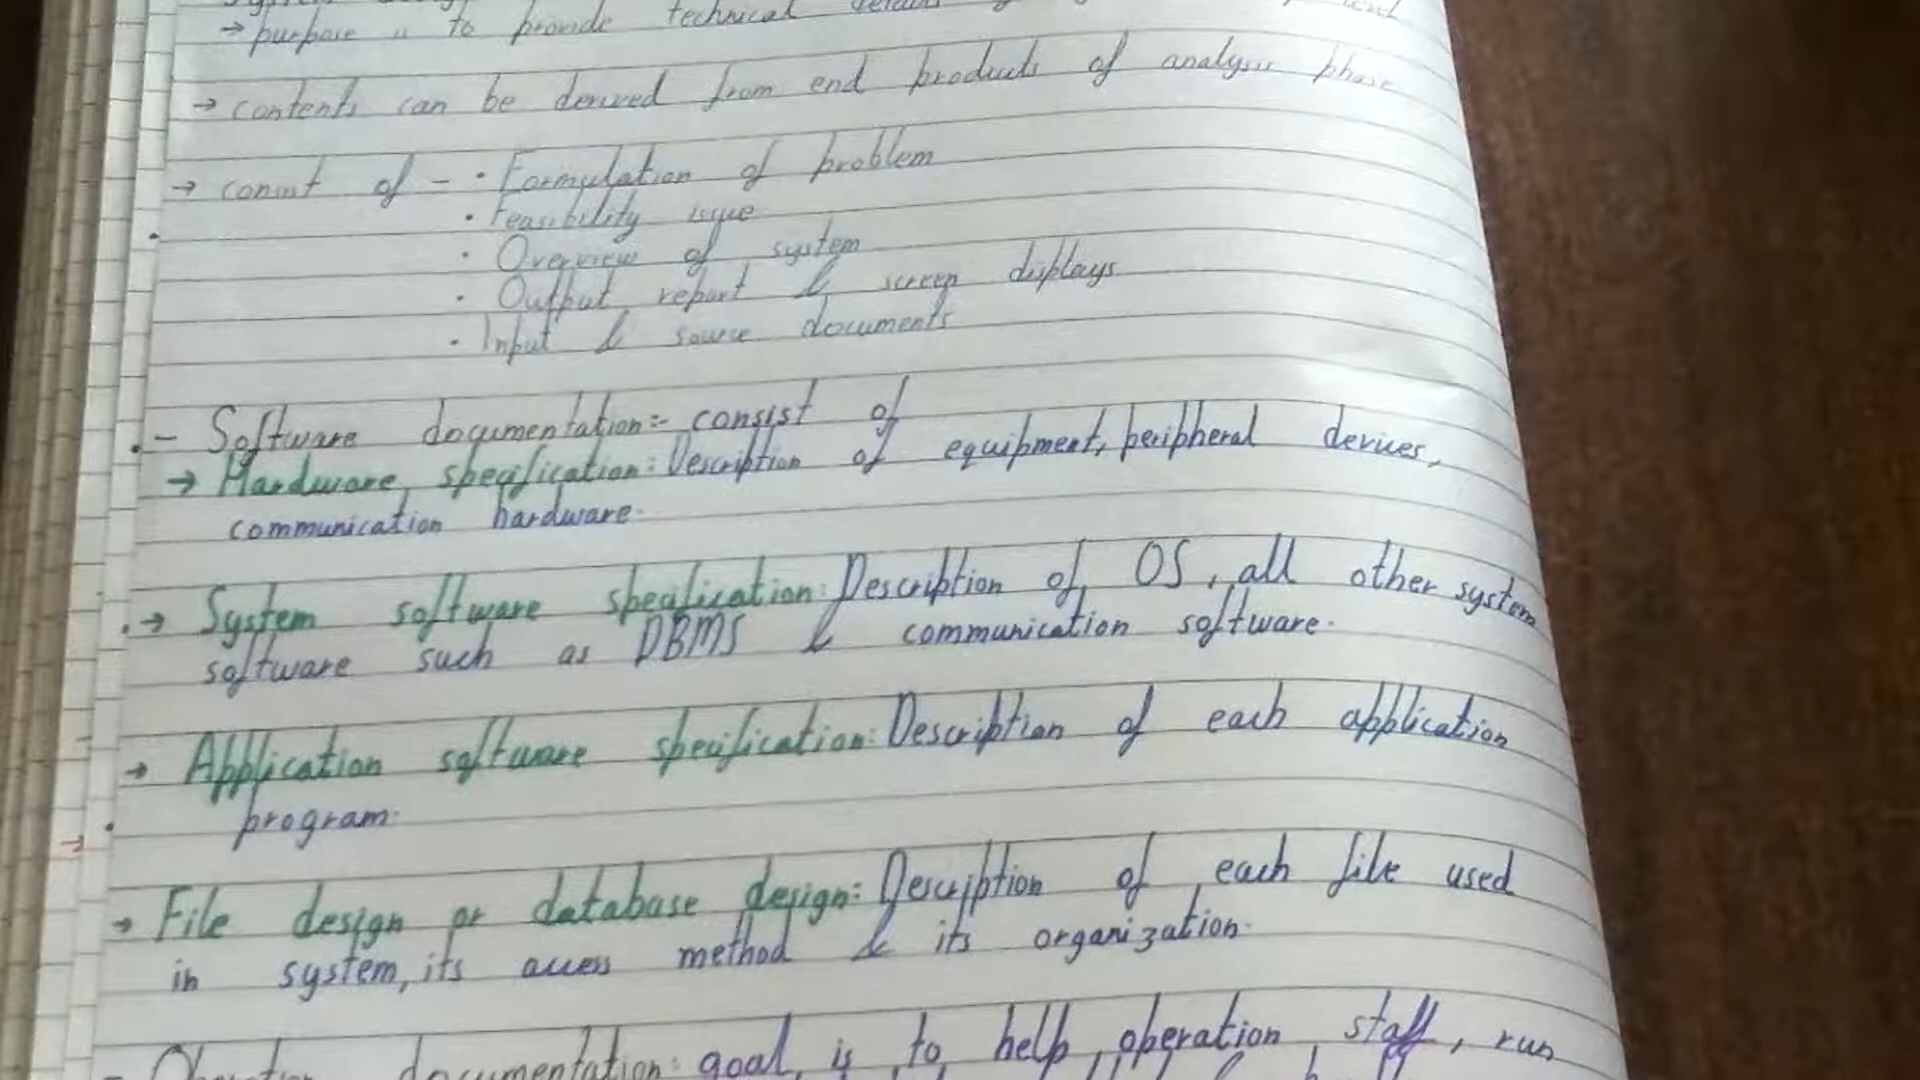 System
→ purpose is to provide technical
→ contents can be derived from end products of analysis phase
→ consist of - • Formulation of problem
• Feasibility issue
• Overview of system
• Output report & screen displays
• Input & source documents
- Software documentation:- consist of
→ Hardware specification: Description of equipment, peripheral devices,
communication hardware.
→ System software specification: Description of OS, all other system
software such as DBMS & communication software.
→ Application software specification: Description of each application
program.
→ File design or database design: Description of each file used
in system, its access method & its organization.
- Operation documentation: goal is to help operation staff, run